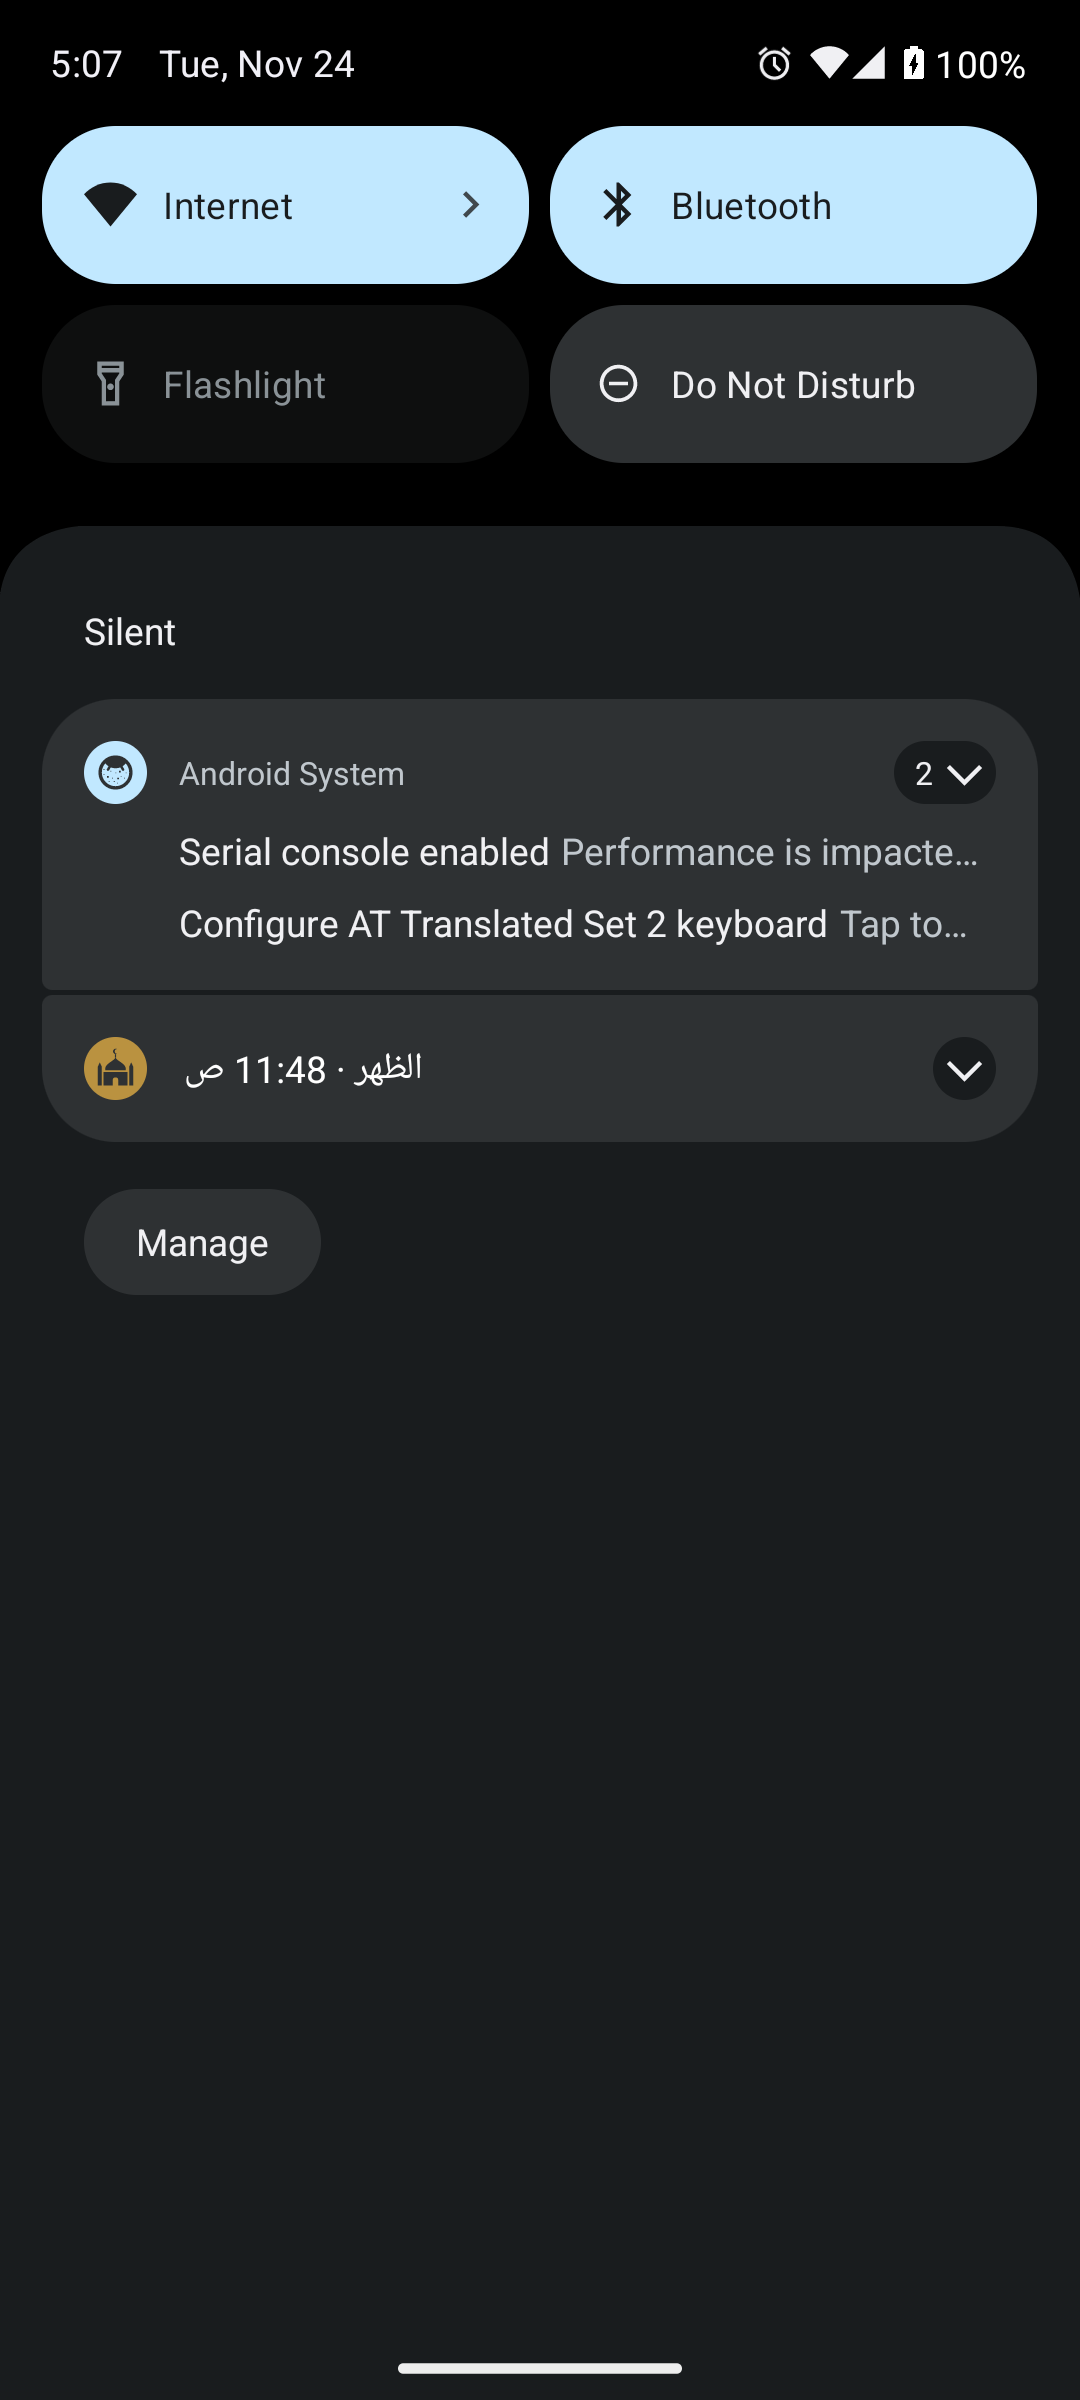 5:07 Tue, Nov 24 100%
Internet
Bluetooth
Flashlight
Do Not Disturb
Silent
Android System 2
Serial console enabled Performance is impacte…
Configure AT Translated Set 2 keyboard Tap to…
الظهر · 11:48 ص
Manage